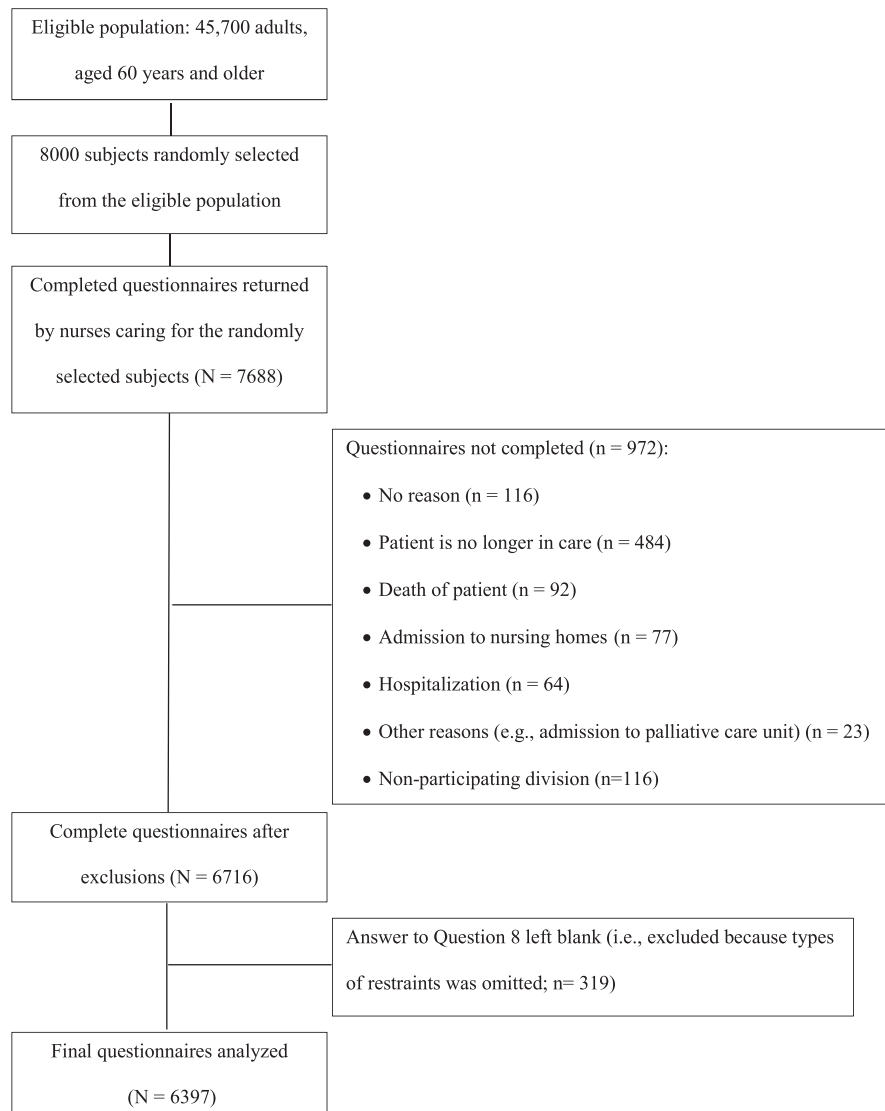 Eligible population: 45,700 adults,
aged 60 years and older
8000 subjects randomly selected
from the eligible population
Completed questionnaires returned
by nurses caring for the randomly
selected subjects (N = 7688)
Questionnaires not completed (n = 972):
• No reason (n = 116)
• Patient is no longer in care (n = 484)
• Death of patient (n = 92)
• Admission to nursing homes (n = 77)
• Hospitalization (n = 64)
• Other reasons (e.g., admission to palliative care unit) (n = 23)
• Non-participating division (n=116)
Complete questionnaires after
exclusions (N = 6716)
Answer to Question 8 left blank (i.e., excluded because types
of restraints was omitted; n= 319)
Final questionnaires analyzed
(N = 6397)